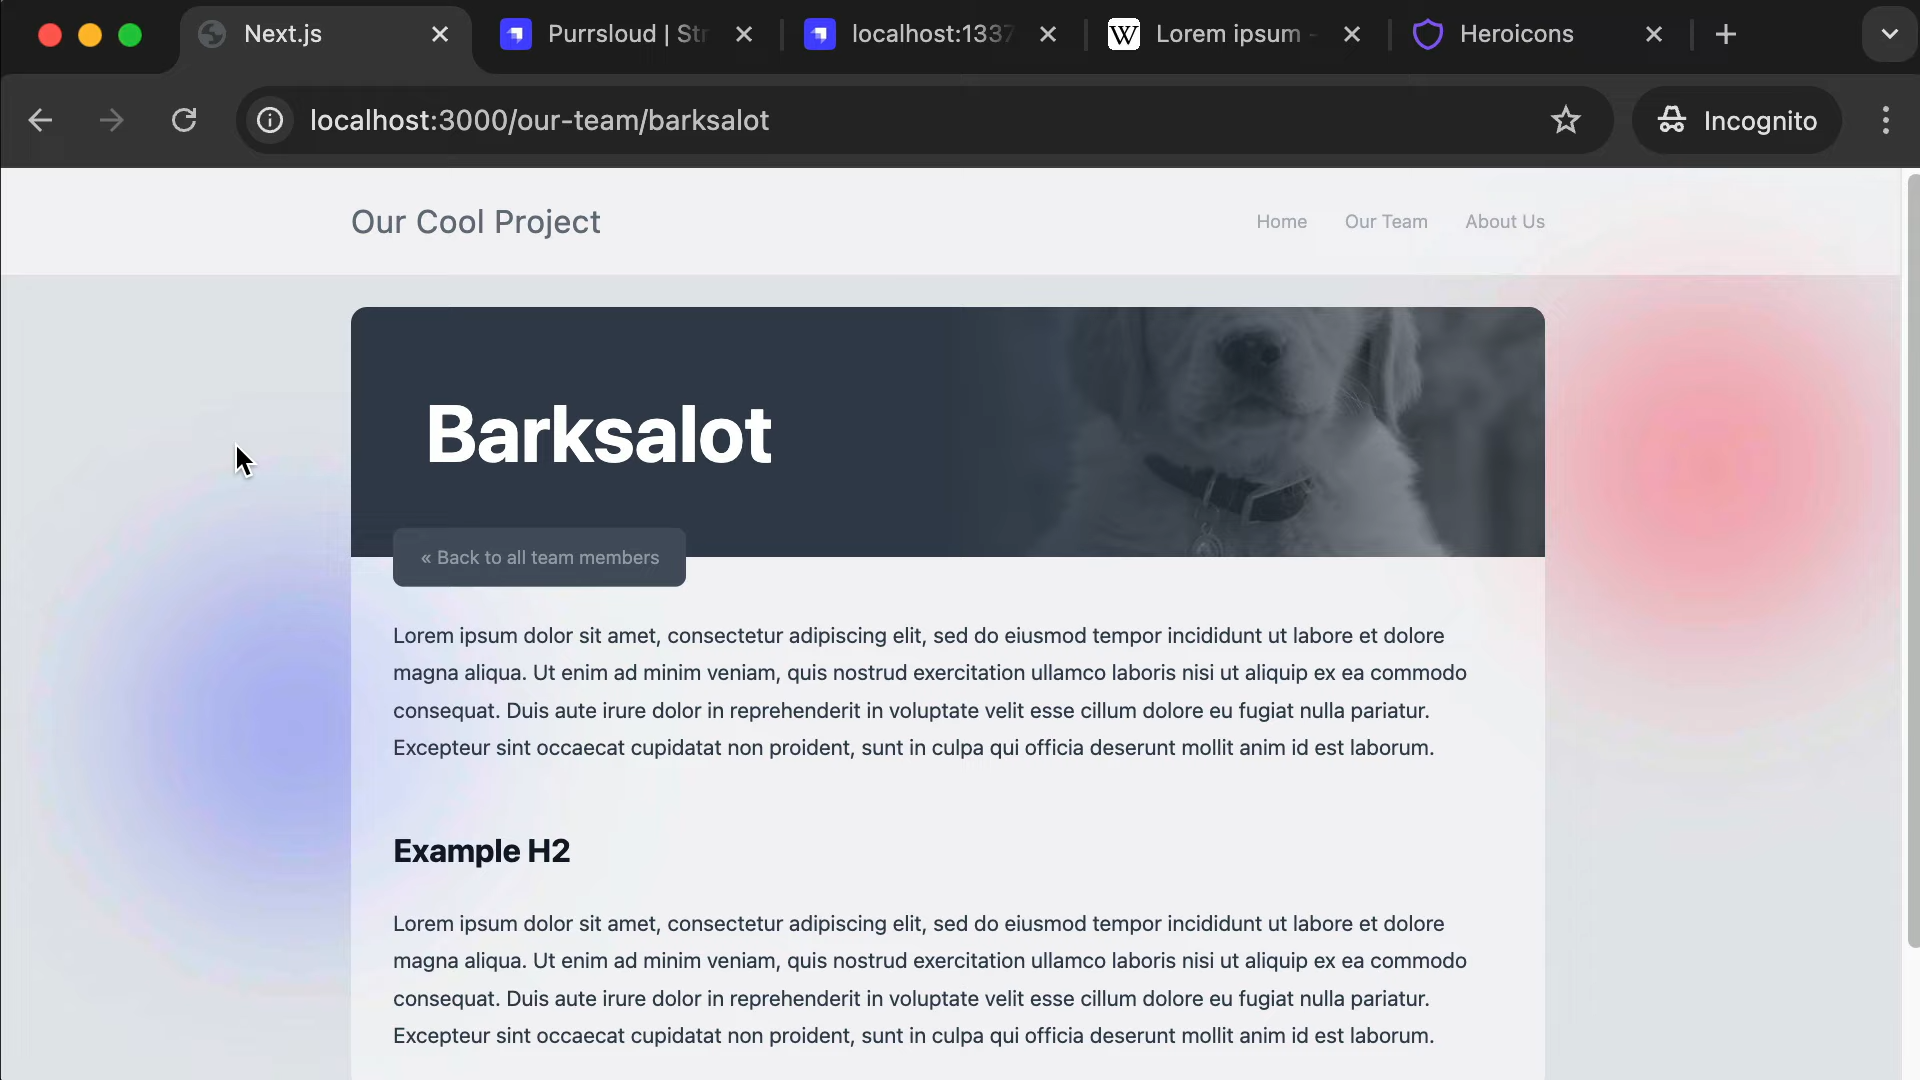 Next.js
Purrsloud | Str
localhost:1337
Lorem ipsum -
Heroicons
localhost:3000/our-team/barksalot
Incognito
Our Cool Project
Home
Our Team
About Us
Barksalot
« Back to all team members
Lorem ipsum dolor sit amet, consectetur adipiscing elit, sed do eiusmod tempor incididunt ut labore et dolore
magna aliqua. Ut enim ad minim veniam, quis nostrud exercitation ullamco laboris nisi ut aliquip ex ea commodo
consequat. Duis aute irure dolor in reprehenderit in voluptate velit esse cillum dolore eu fugiat nulla pariatur.
Excepteur sint occaecat cupidatat non proident, sunt in culpa qui officia deserunt mollit anim id est laborum.
Example H2
Lorem ipsum dolor sit amet, consectetur adipiscing elit, sed do eiusmod tempor incididunt ut labore et dolore
magna aliqua. Ut enim ad minim veniam, quis nostrud exercitation ullamco laboris nisi ut aliquip ex ea commodo
consequat. Duis aute irure dolor in reprehenderit in voluptate velit esse cillum dolore eu fugiat nulla pariatur.
Excepteur sint occaecat cupidatat non proident, sunt in culpa qui officia deserunt mollit anim id est laborum.